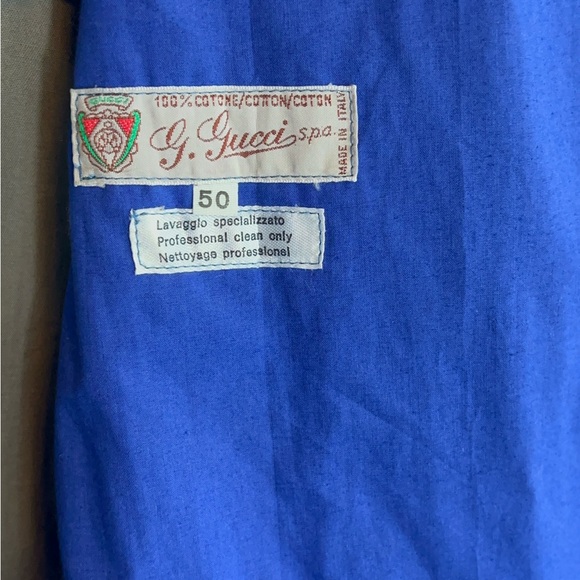 GUCCI
100% COTONE/COTTON/COTON
G. Gucci s.p.a.
MADE IN ITALY
50
Lavaggio specializzato
Professional clean only
Nettoyage professionel